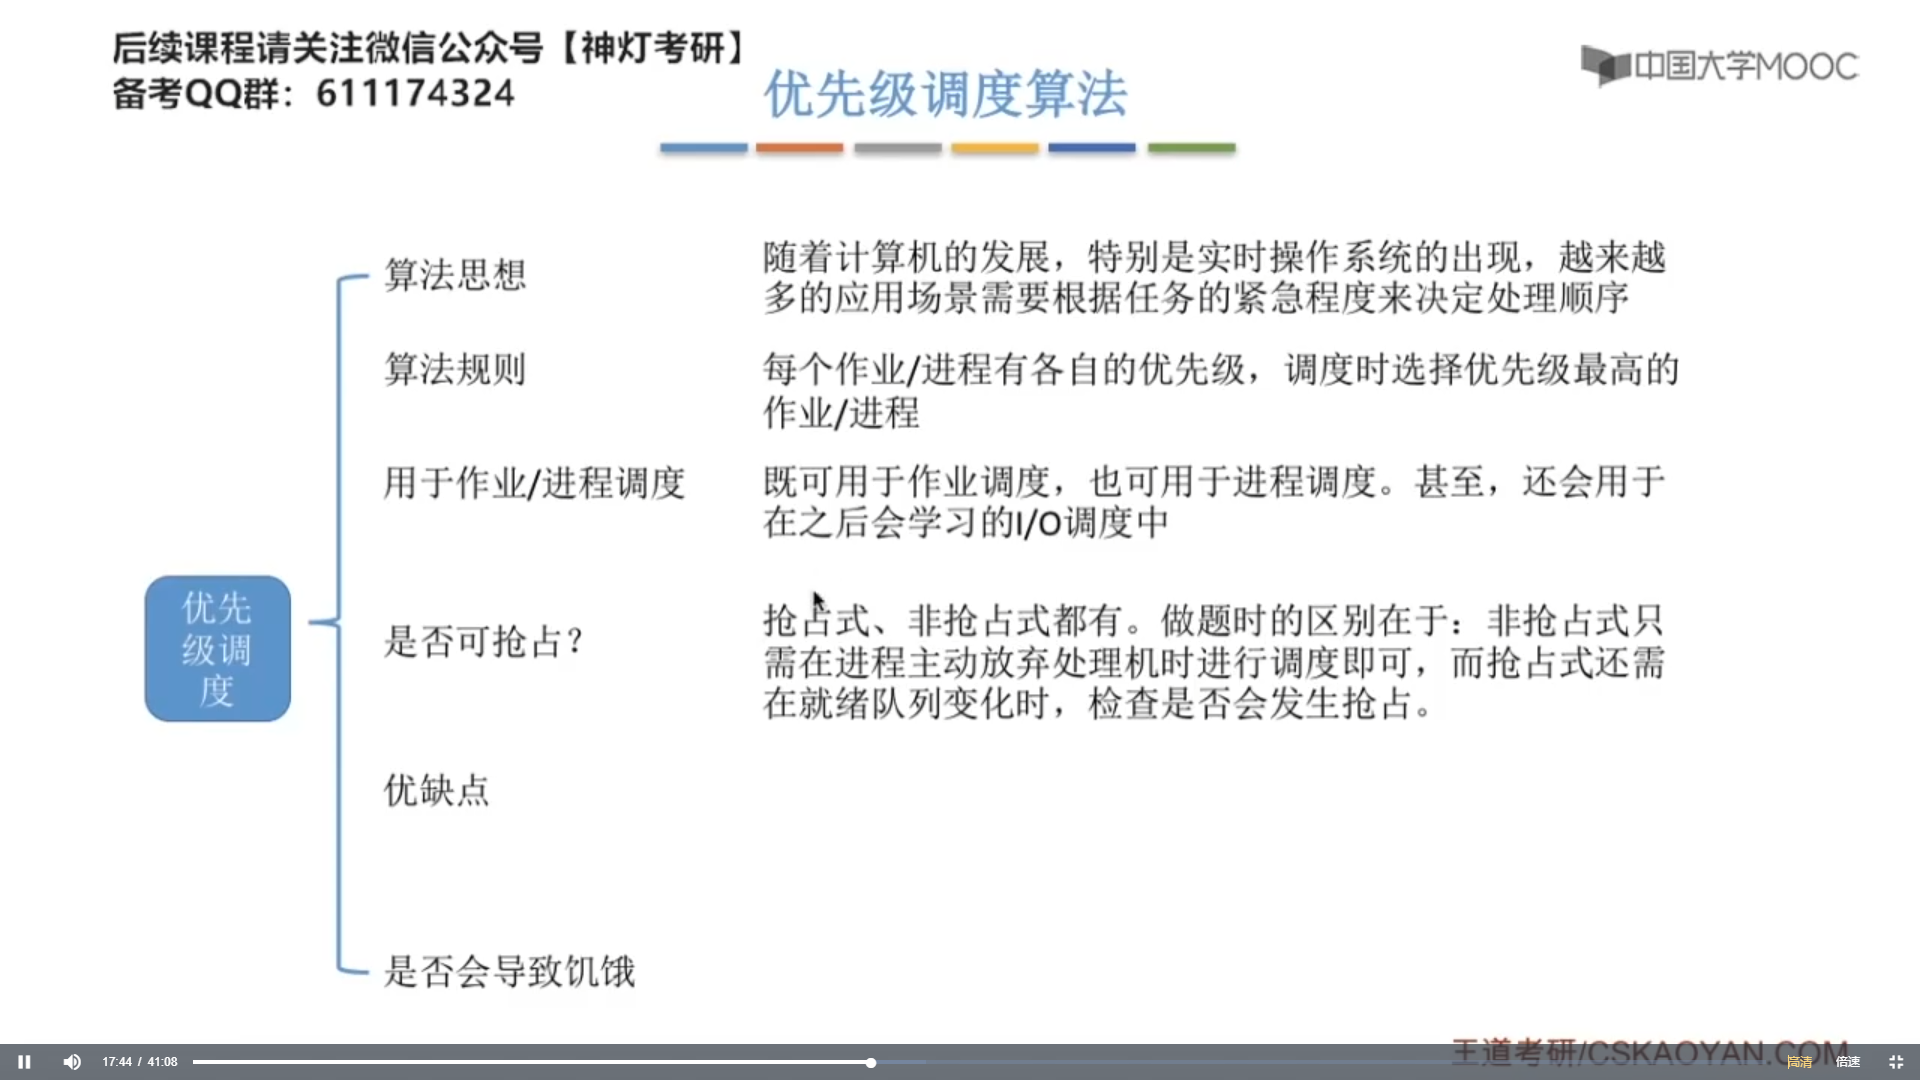 后续课程请关注微信公众号【神灯考研】
备考QQ群：611174324
中国大学MOOC
优先级调度算法
算法思想
随着计算机的发展，特别是实时操作系统的出现，越来越
多的应用场景需要根据任务的紧急程度来决定处理顺序
算法规则
每个作业/进程有各自的优先级，调度时选择优先级最高的
作业/进程
用于作业/进程调度
既可用于作业调度，也可用于进程调度。甚至，还会用于
在之后会学习的I/O调度中
优先
级调
度
是否可抢占？
抢占式、非抢占式都有。做题时的区别在于：非抢占式只
需在进程主动放弃处理机时进行调度即可，而抢占式还需
在就绪队列变化时，检查是否会发生抢占。
优缺点
是否会导致饥饿
王道考研/CSKAOYAN.COM
17:44 / 41:08
高清
倍速